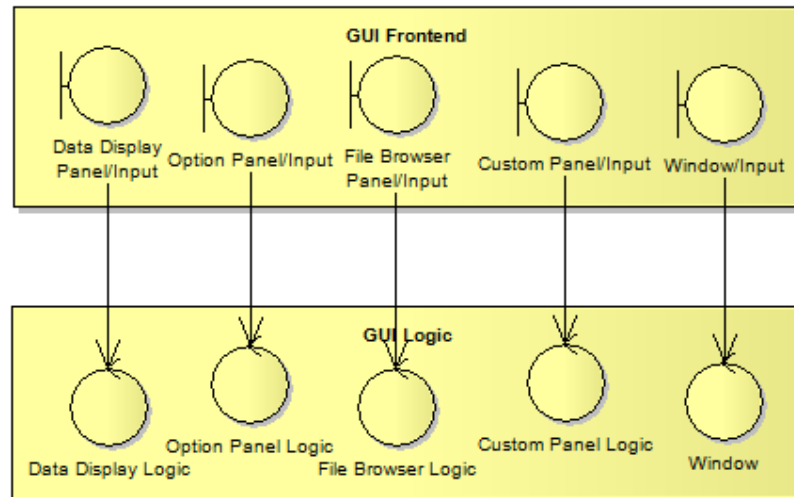 GUI Frontend
Data Display
Panel/Input
Option Panel/Input
File Browser
Panel/Input
Custom Panel/Input
Window/Input
GUI Logic
Data Display Logic
Option Panel Logic
File Browser Logic
Custom Panel Logic
Window